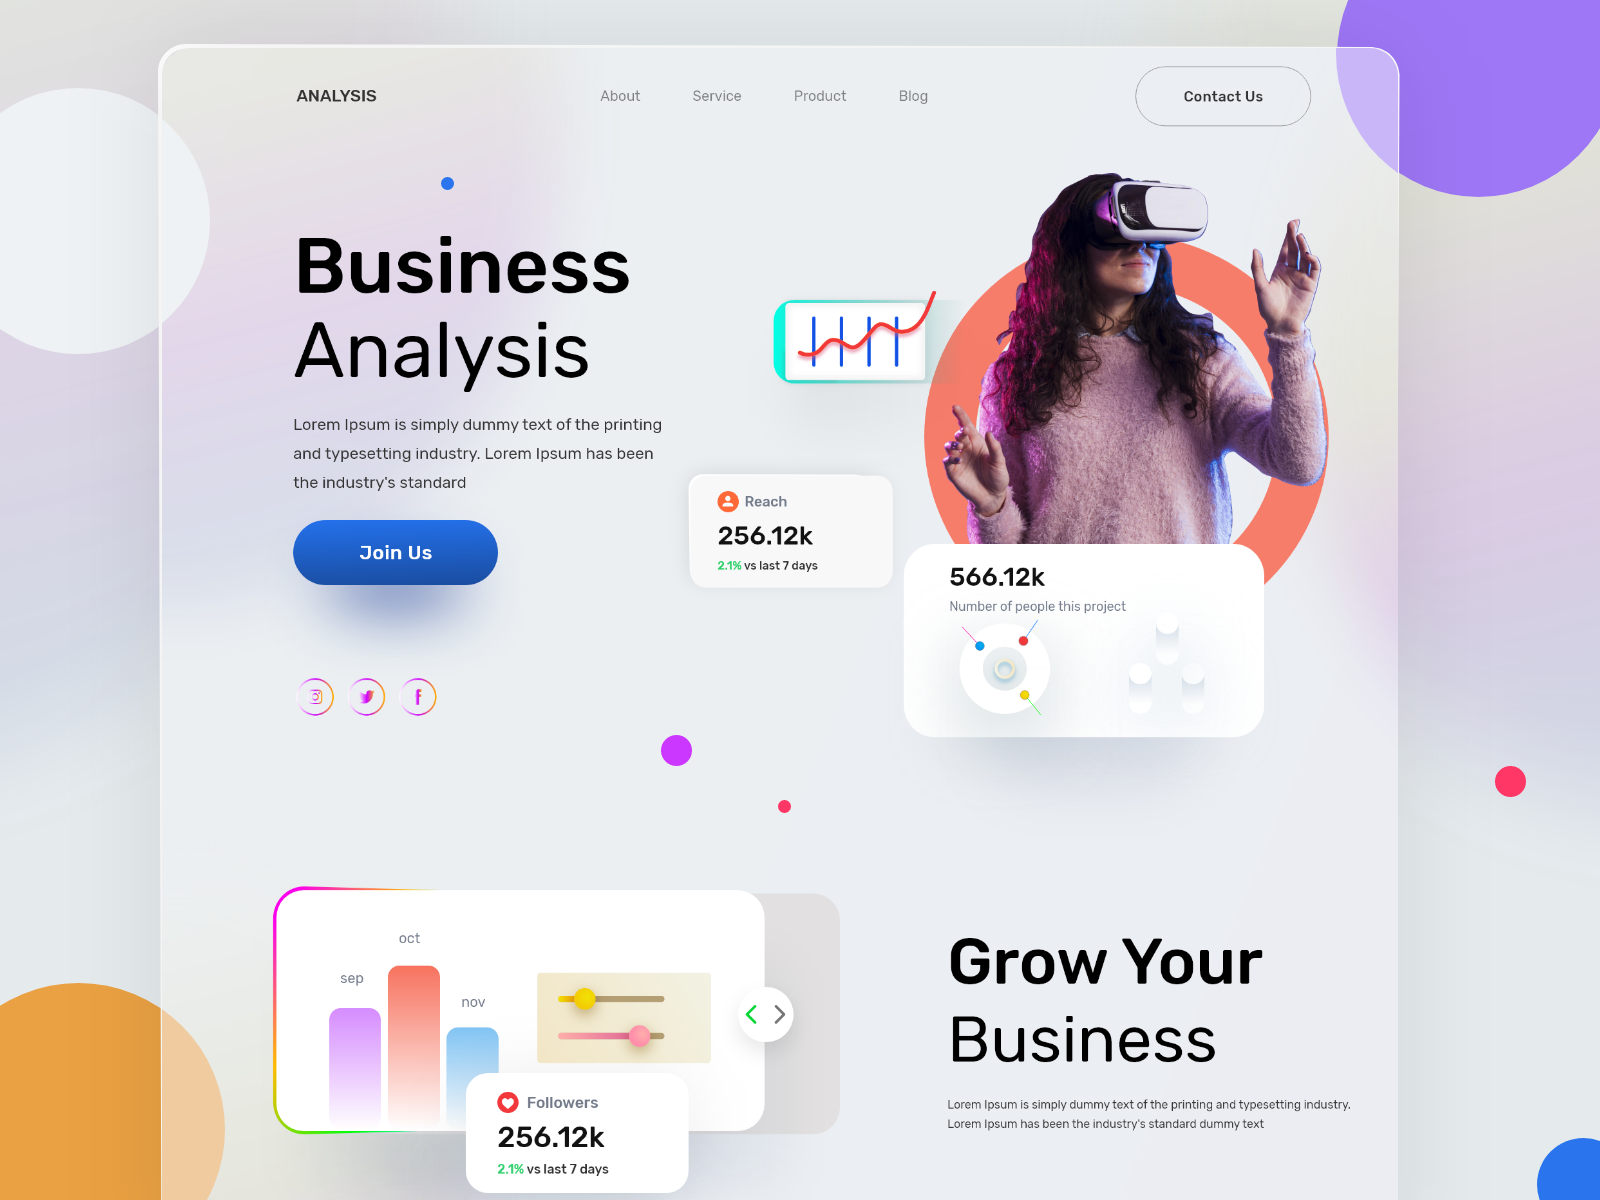 ANALYSIS
About
Service
Product
Blog
Contact Us
Business
Analysis
Lorem Ipsum is simply dummy text of the printing
and typesetting industry. Lorem Ipsum has been
the industry's standard
Join Us
Reach
256.12k
2.1% vs last 7 days
566.12k
Number of people this project
oct
sep
nov
Followers
256.12k
2.1% vs last 7 days
Grow Your
Business
Lorem Ipsum is simply dummy text of the printing and typesetting industry.
Lorem Ipsum has been the industry's standard dummy text